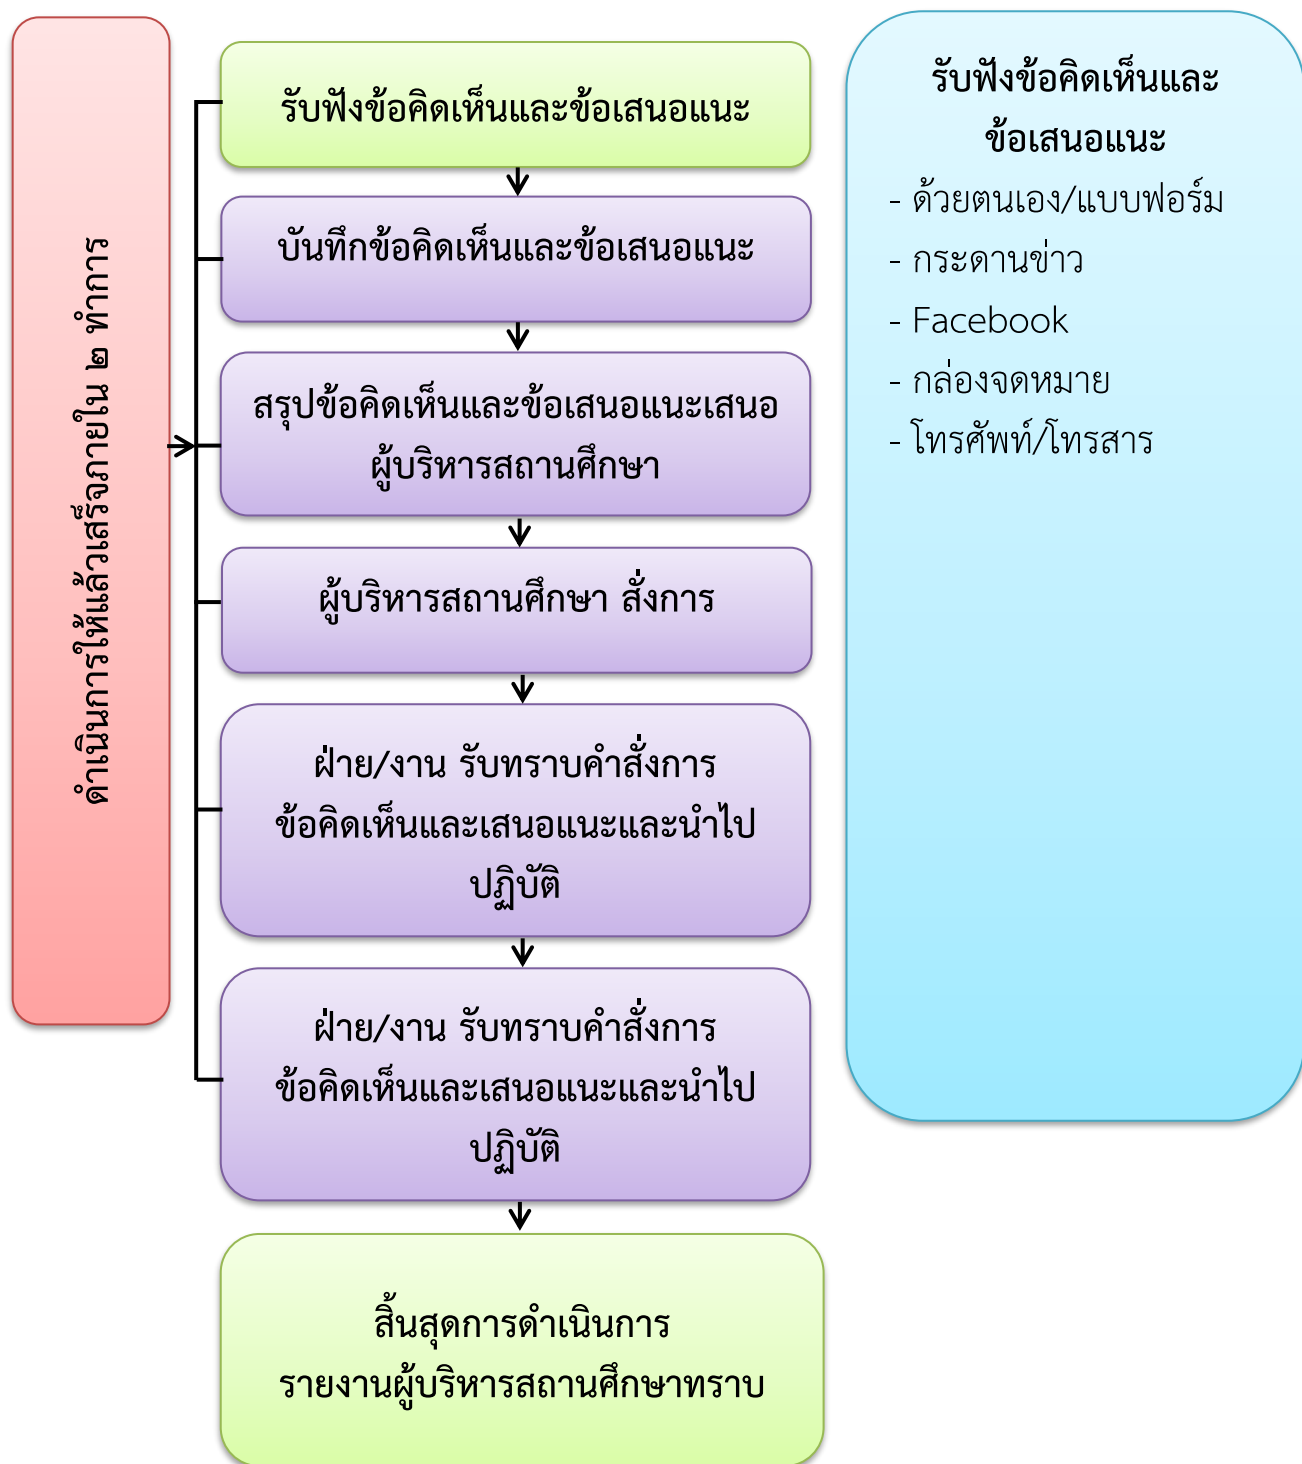 ดำเนินการให้แล้วเสร็จภายใน ๒ ทำการ
รับฟังข้อคิดเห็นและข้อเสนอแนะ
บันทึกข้อคิดเห็นและข้อเสนอแนะ
สรุปข้อคิดเห็นและข้อเสนอแนะเสนอ
ผู้บริหารสถานศึกษา
ผู้บริหารสถานศึกษา สั่งการ
ฝ่าย/งาน รับทราบคำสั่งการ
ข้อคิดเห็นและเสนอแนะและนำไป
ปฏิบัติ
ฝ่าย/งาน รับทราบคำสั่งการ
ข้อคิดเห็นและเสนอแนะและนำไป
ปฏิบัติ
สิ้นสุดการดำเนินการ
รายงานผู้บริหารสถานศึกษาทราบ
รับฟังข้อคิดเห็นและ
ข้อเสนอแนะ
- ด้วยตนเอง/แบบฟอร์ม
- กระดานข่าว
- Facebook
- กล่องจดหมาย
- โทรศัพท์/โทรสาร